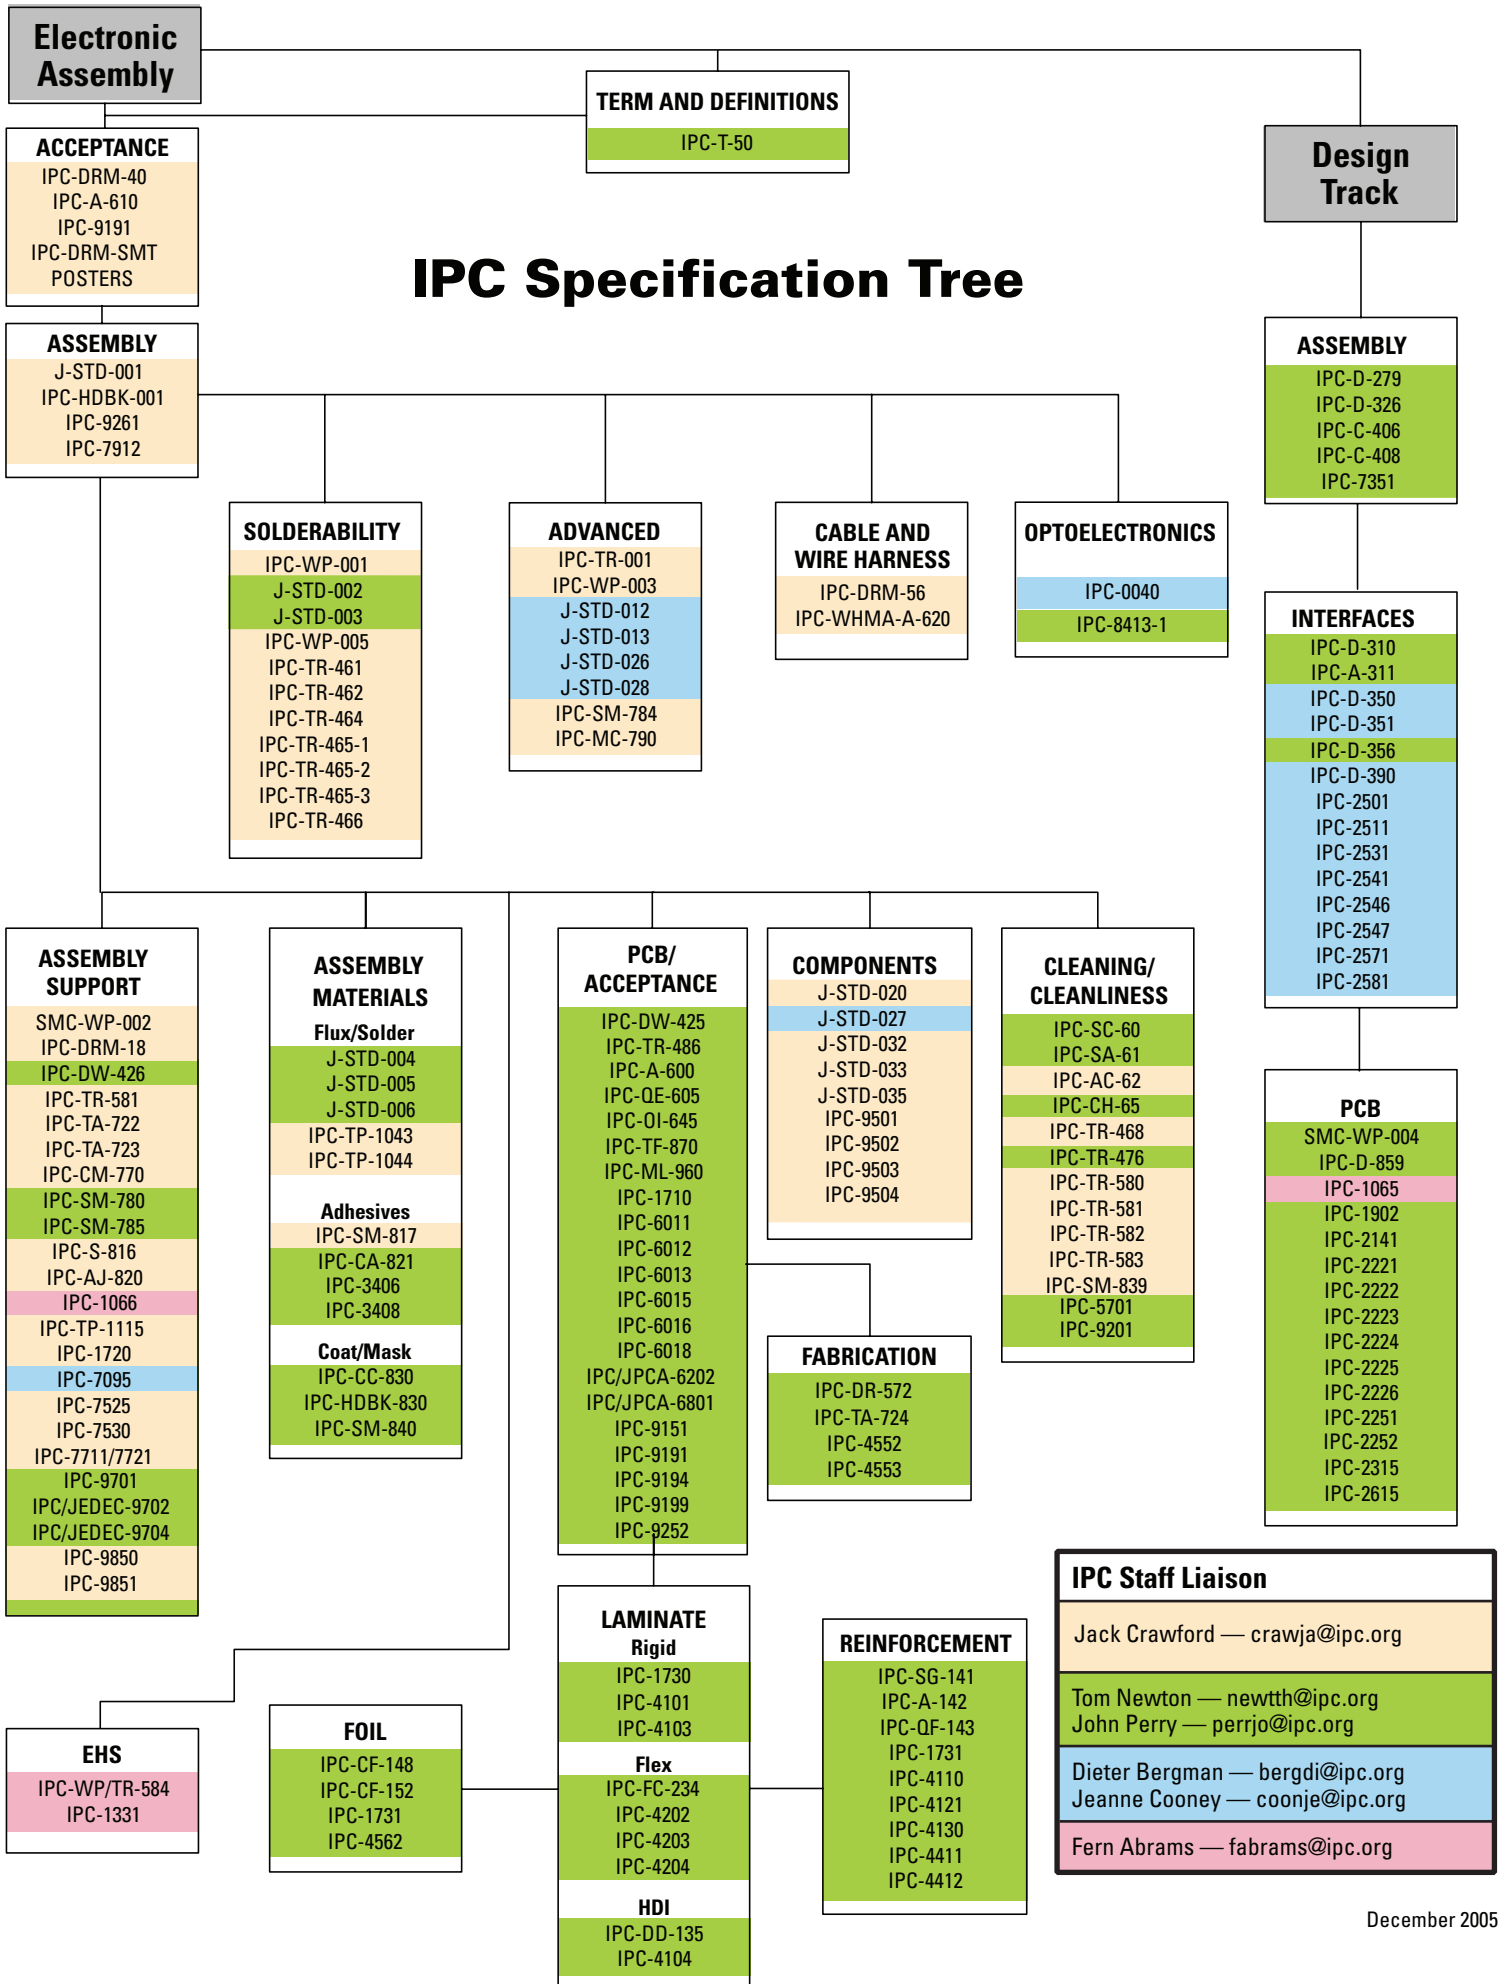 Electronic
Assembly
TERM AND DEFINITIONS
IPC-T-50
Design
Track
ACCEPTANCE
IPC-DRM-40
IPC-A-610
IPC-9191
IPC-DRM-SMT
POSTERS
IPC Specification Tree
ASSEMBLY
J-STD-001
IPC-HDBK-001
IPC-9261
IPC-7912
ASSEMBLY
IPC-D-279
IPC-D-326
IPC-C-406
IPC-C-408
IPC-7351
SOLDERABILITY
IPC-WP-001
J-STD-002
J-STD-003
IPC-WP-005
IPC-TR-461
IPC-TR-462
IPC-TR-464
IPC-TR-465-1
IPC-TR-465-2
IPC-TR-465-3
IPC-TR-466
ADVANCED
IPC-TR-001
IPC-WP-003
J-STD-012
J-STD-013
J-STD-026
J-STD-028
IPC-SM-784
IPC-MC-790
CABLE AND
WIRE HARNESS
IPC-DRM-56
IPC-WHMA-A-620
OPTOELECTRONICS
IPC-0040
IPC-8413-1
INTERFACES
IPC-D-310
IPC-A-311
IPC-D-350
IPC-D-351
IPC-D-356
IPC-D-390
IPC-2501
IPC-2511
IPC-2531
IPC-2541
IPC-2546
IPC-2547
IPC-2571
IPC-2581
ASSEMBLY
SUPPORT
SMC-WP-002
IPC-DRM-18
IPC-DW-426
IPC-TR-581
IPC-TA-722
IPC-TA-723
IPC-CM-770
IPC-SM-780
IPC-SM-785
IPC-S-816
IPC-AJ-820
IPC-1066
IPC-TP-1115
IPC-1720
IPC-7095
IPC-7525
IPC-7530
IPC-7711/7721
IPC-9701
IPC/JEDEC-9702
IPC/JEDEC-9704
IPC-9850
IPC-9851
ASSEMBLY
MATERIALS
Flux/Solder
J-STD-004
J-STD-005
J-STD-006
IPC-TP-1043
IPC-TP-1044
Adhesives
IPC-SM-817
IPC-CA-821
IPC-3406
IPC-3408
Coat/Mask
IPC-CC-830
IPC-HDBK-830
IPC-SM-840
PCB/
ACCEPTANCE
IPC-DW-425
IPC-TR-486
IPC-A-600
IPC-QE-605
IPC-OI-645
IPC-TF-870
IPC-ML-960
IPC-1710
IPC-6011
IPC-6012
IPC-6013
IPC-6015
IPC-6016
IPC-6018
IPC/JPCA-6202
IPC/JPCA-6801
IPC-9151
IPC-9191
IPC-9194
IPC-9199
IPC-9252
COMPONENTS
J-STD-020
J-STD-027
J-STD-032
J-STD-033
J-STD-035
IPC-9501
IPC-9502
IPC-9503
IPC-9504
CLEANING/
CLEANLINESS
IPC-SC-60
IPC-SA-61
IPC-AC-62
IPC-CH-65
IPC-TR-468
IPC-TR-476
IPC-TR-580
IPC-TR-581
IPC-TR-582
IPC-TR-583
IPC-SM-839
IPC-5701
IPC-9201
PCB
SMC-WP-004
IPC-D-859
IPC-1065
IPC-1902
IPC-2141
IPC-2221
IPC-2222
IPC-2223
IPC-2224
IPC-2225
IPC-2226
IPC-2251
IPC-2252
IPC-2315
IPC-2615
FABRICATION
IPC-DR-572
IPC-TA-724
IPC-4552
IPC-4553
EHS
IPC-WP/TR-584
IPC-1331
FOIL
IPC-CF-148
IPC-CF-152
IPC-1731
IPC-4562
LAMINATE
Rigid
IPC-1730
IPC-4101
IPC-4103
Flex
IPC-FC-234
IPC-4202
IPC-4203
IPC-4204
HDI
IPC-DD-135
IPC-4104
REINFORCEMENT
IPC-SG-141
IPC-A-142
IPC-QF-143
IPC-1731
IPC-4110
IPC-4121
IPC-4130
IPC-4411
IPC-4412
IPC Staff Liaison
Jack Crawford — crawja@ipc.org
Tom Newton — newtth@ipc.org
John Perry — perrjo@ipc.org
Dieter Bergman — bergdi@ipc.org
Jeanne Cooney — coonje@ipc.org
Fern Abrams — fabrams@ipc.org
December 2005